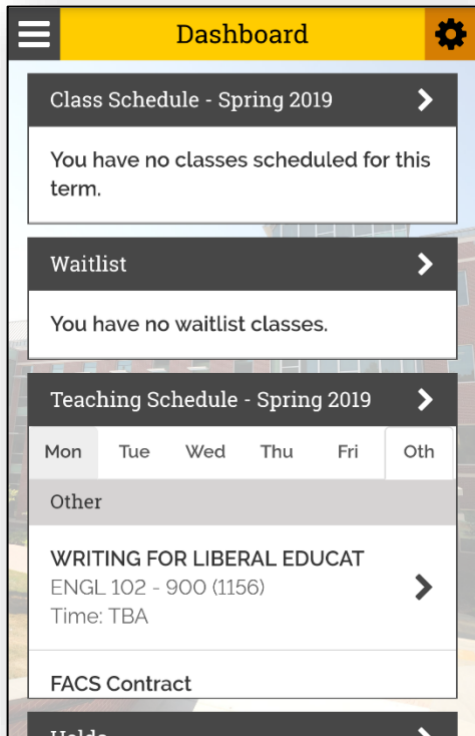 Dashboard
Class Schedule - Spring 2019
You have no classes scheduled for this
term.
Waitlist
You have no waitlist classes.
Teaching Schedule - Spring 2019
Mon Tue Wed Thu Fri Oth
Other
WRITING FOR LIBERAL EDUCAT
ENGL 102 - 900 (1156)
Time: TBA
FACS Contract
Holds